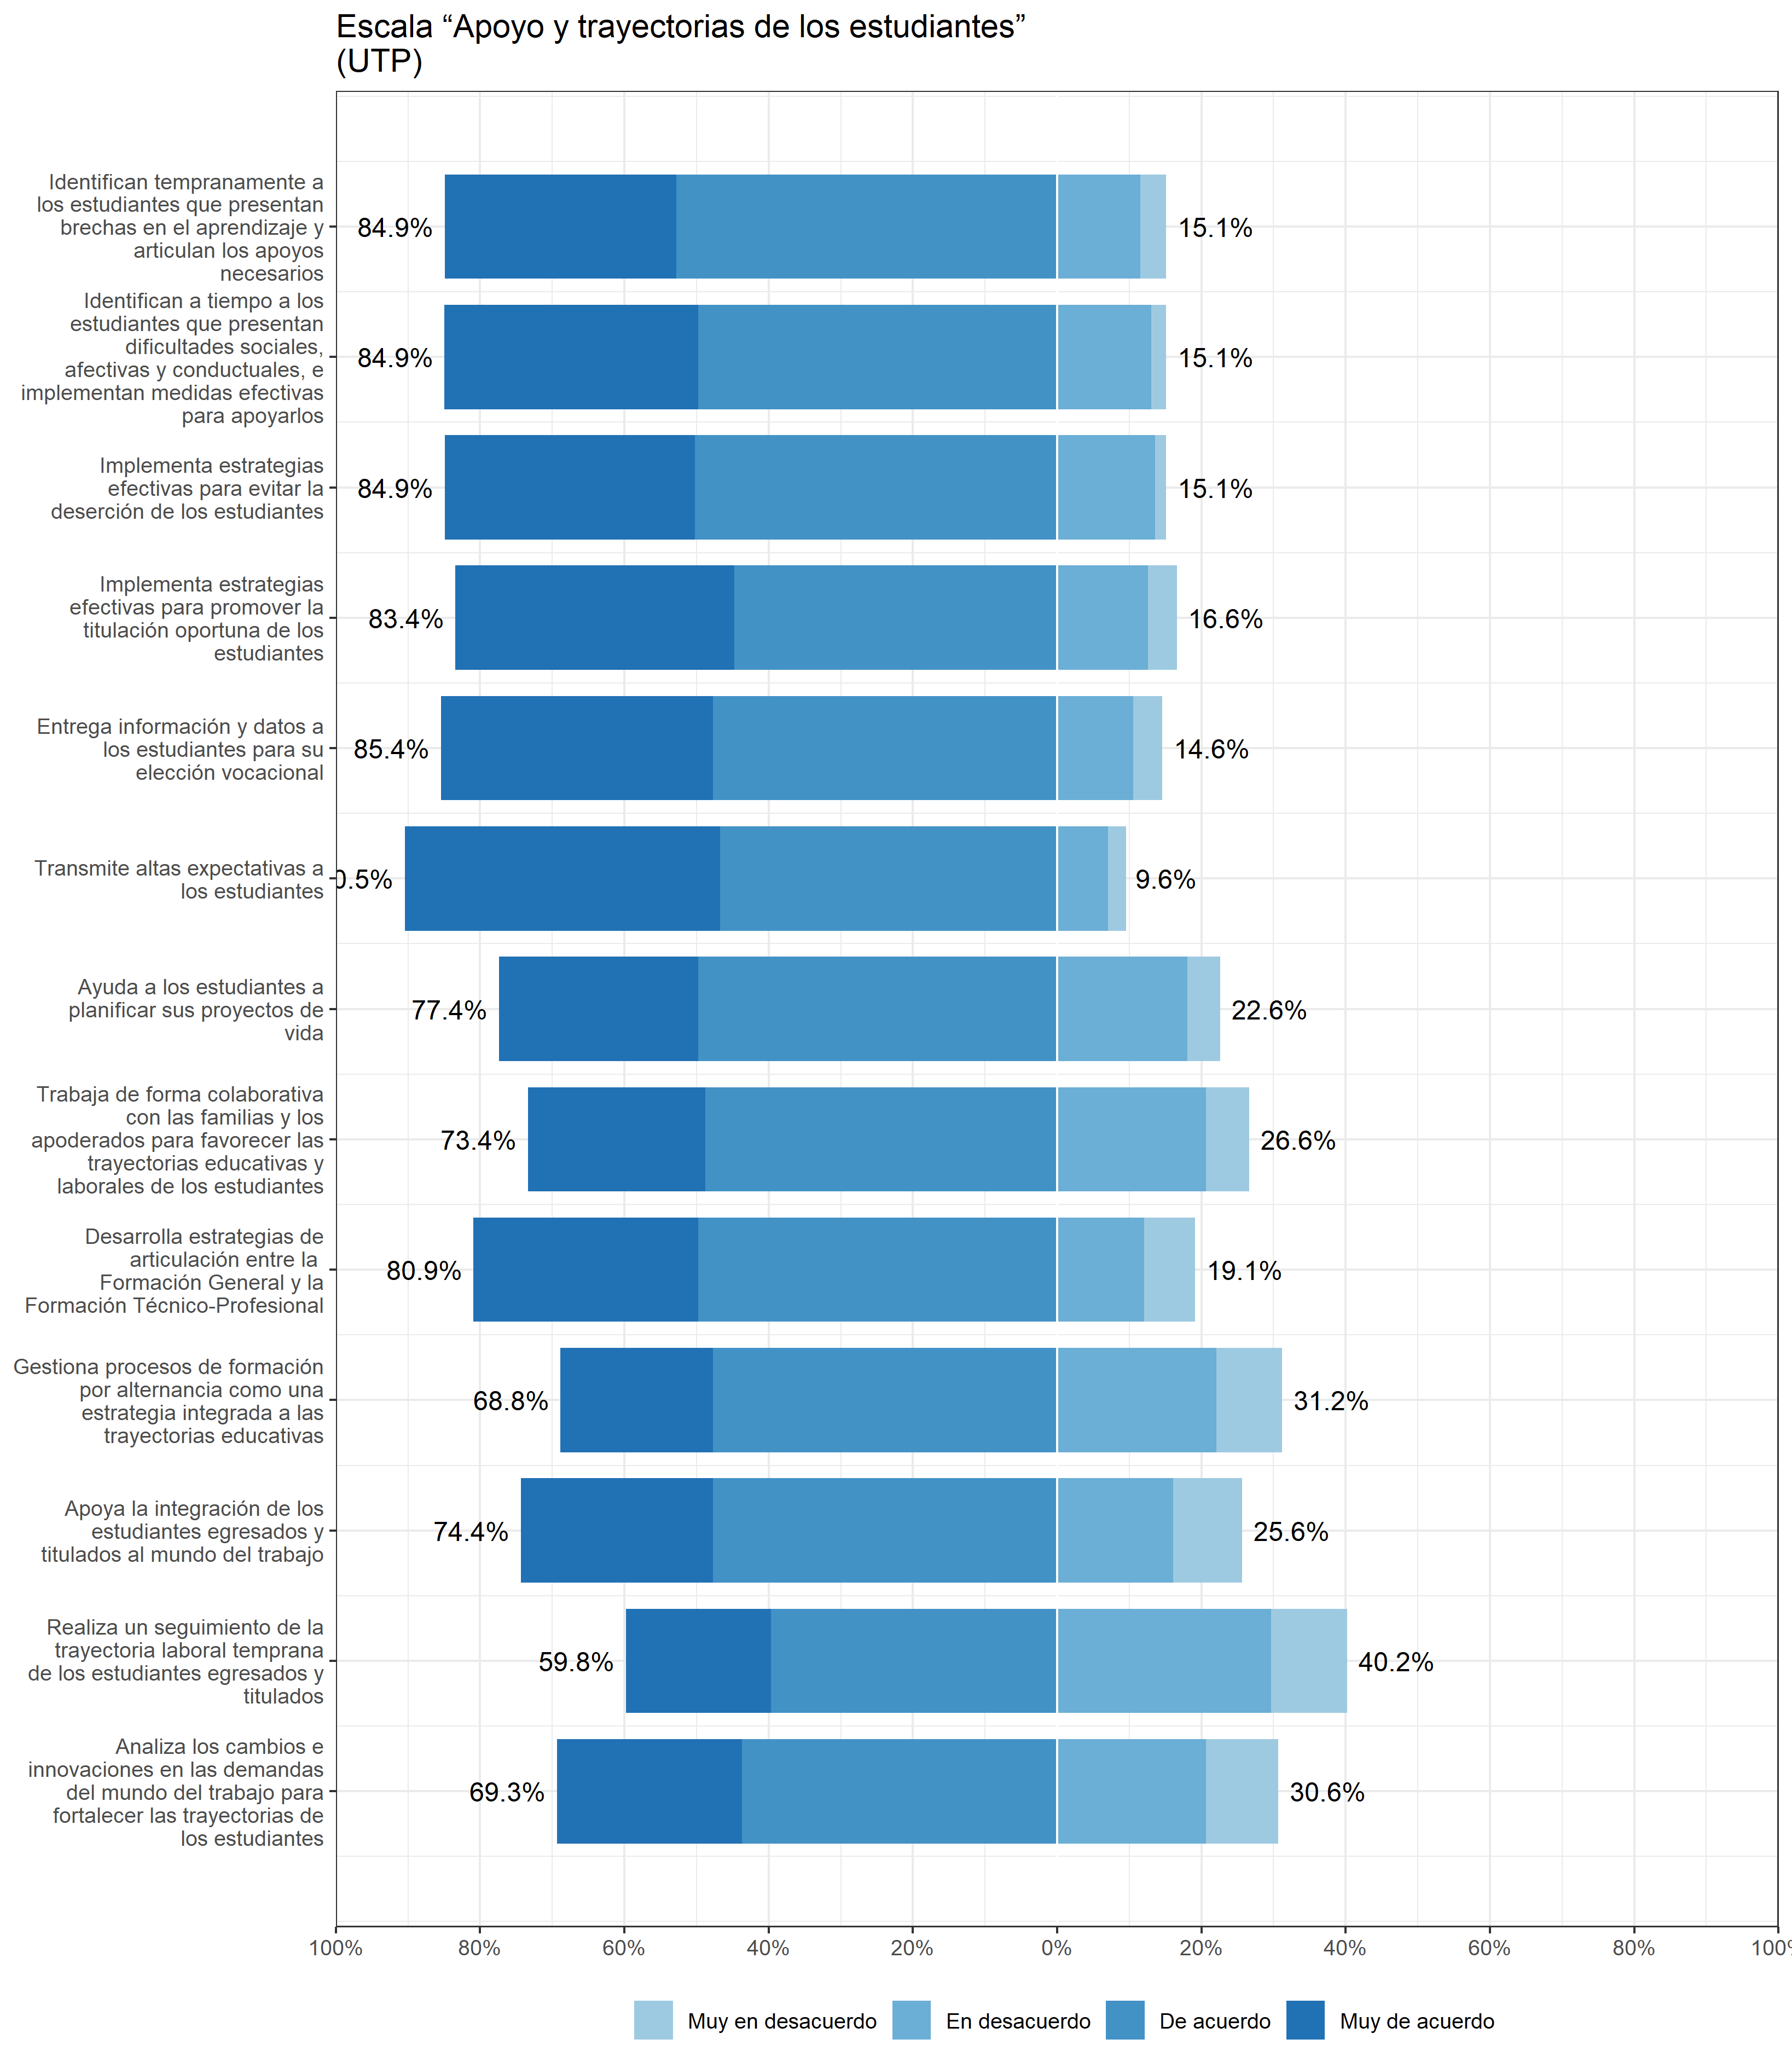 Escala “Apoyo y trayectorias de los estudiantes”
(UTP)
Identifican tempranamente a
los estudiantes que presentan
brechas en el aprendizaje y
articulan los apoyos
necesarios
84.9%
15.1%
Identifican a tiempo a los
estudiantes que presentan
dificultades sociales,
afectivas y conductuales, e
implementan medidas efectivas
para apoyarlos
84.9%
15.1%
Implementa estrategias
efectivas para evitar la
deserción de los estudiantes
84.9%
15.1%
Implementa estrategias
efectivas para promover la
titulación oportuna de los
estudiantes
83.4%
16.6%
Entrega información y datos a
los estudiantes para su
elección vocacional
85.4%
14.6%
Transmite altas expectativas a
los estudiantes
0.5%
9.6%
Ayuda a los estudiantes a
planificar sus proyectos de
vida
77.4%
22.6%
Trabaja de forma colaborativa
con las familias y los
apoderados para favorecer las
trayectorias educativas y
laborales de los estudiantes
73.4%
26.6%
Desarrolla estrategias de
articulación entre la
Formación General y la
Formación Técnico-Profesional
80.9%
19.1%
Gestiona procesos de formación
por alternancia como una
estrategia integrada a las
trayectorias educativas
68.8%
31.2%
Apoya la integración de los
estudiantes egresados y
titulados al mundo del trabajo
74.4%
25.6%
Realiza un seguimiento de la
trayectoria laboral temprana
de los estudiantes egresados y
titulados
59.8%
40.2%
Analiza los cambios e
innovaciones en las demandas
del mundo del trabajo para
fortalecer las trayectorias de
los estudiantes
69.3%
30.6%
100% 80% 60% 40% 20% 0% 20% 40% 60% 80% 100%
Muy en desacuerdo En desacuerdo De acuerdo Muy de acuerdo